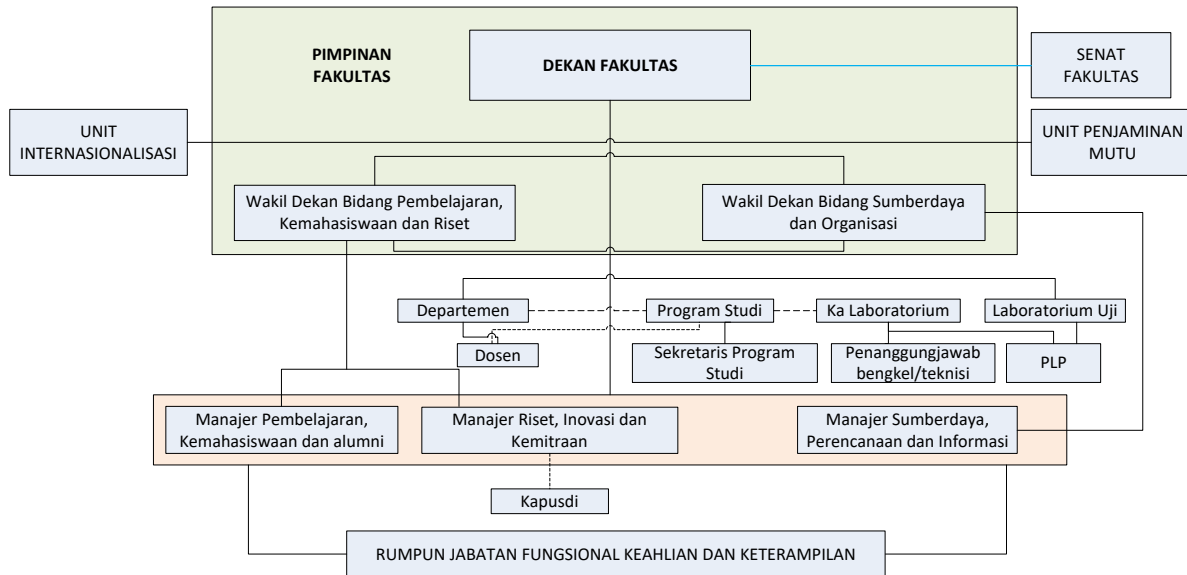 PIMPINAN
FAKULTAS
DEKAN FAKULTAS
SENAT
FAKULTAS
UNIT
INTERNASIONALISASI
UNIT PENJAMINAN
MUTU
Wakil Dekan Bidang Pembelajaran,
Kemahasiswaan dan Riset
Wakil Dekan Bidang Sumberdaya
dan Organisasi
Departemen
Program Studi
Ka Laboratorium
Laboratorium Uji
Dosen
Sekretaris Program
Studi
Penanggungjawab
bengkel/teknisi
PLP
Manajer Pembelajaran,
Kemahasiswaan dan alumni
Manajer Riset, Inovasi dan
Kemitraan
Manajer Sumberdaya,
Perencanaan dan Informasi
Kapusdi
RUMPUN JABATAN FUNGSIONAL KEAHLIAN DAN KETERAMPILAN